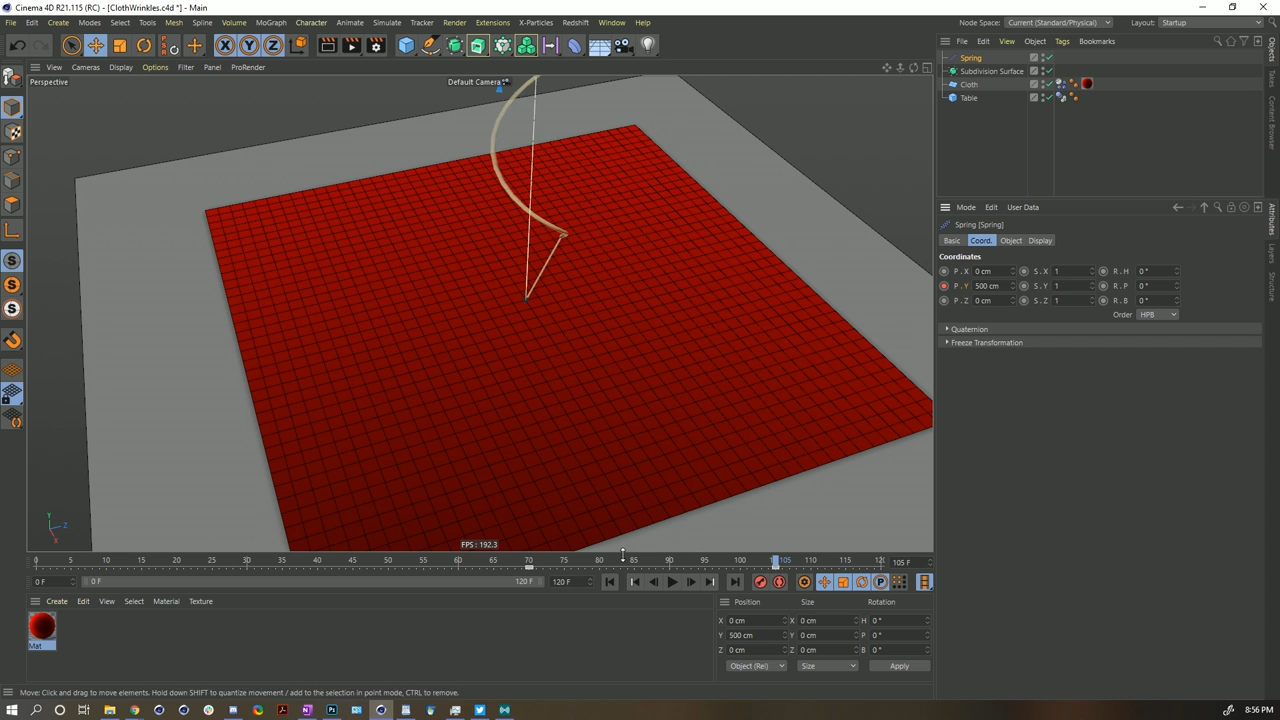 Cinema 4D R21.115 (RC) - [ClothWrinkles.c4d *] - Main
File Edit Create Modes Select Tools Mesh Spline Volume MoGraph Character Animate Simulate Tracker Render Extensions X-Particles Redshift Window Help
Node Space: Current (Standard/Physical) Layout: Startup
View Cameras Display Options Filter Panel ProRender
File Edit View Object Tags Bookmarks
Perspective
Default Camera
Spring
Subdivision Surface
Cloth
Table
Objects
Takes
Content Browser
Mode Edit User Data
Spring [Spring]
Basic Coord. Object Display
Coordinates
P . X 0 cm S . X 1 R . H 0 °
P . Y 500 cm S . Y 1 R . P 0 °
P . Z 0 cm S . Z 1 R . B 0 °
Order HPB
Quaternion
Freeze Transformation
Attributes
Layers
Structure
Y
Z
X
FPS : 192.3
0 5 10 15 20 25 30 35 40 45 50 55 60 65 70 75 80 85 90 95 100 105 110 115 120 105 F
0 F 0 F 120 F 120 F
Create Edit View Select Material Texture
Mat
Position Size Rotation
X 0 cm X 0 cm H 0 °
Y 500 cm Y 0 cm P 0 °
Z 0 cm Z 0 cm B 0 °
Object (Rel) Size Apply
Move: Click and drag to move elements. Hold down SHIFT to quantize movement / add to the selection in point mode, CTRL to remove.
8:56 PM